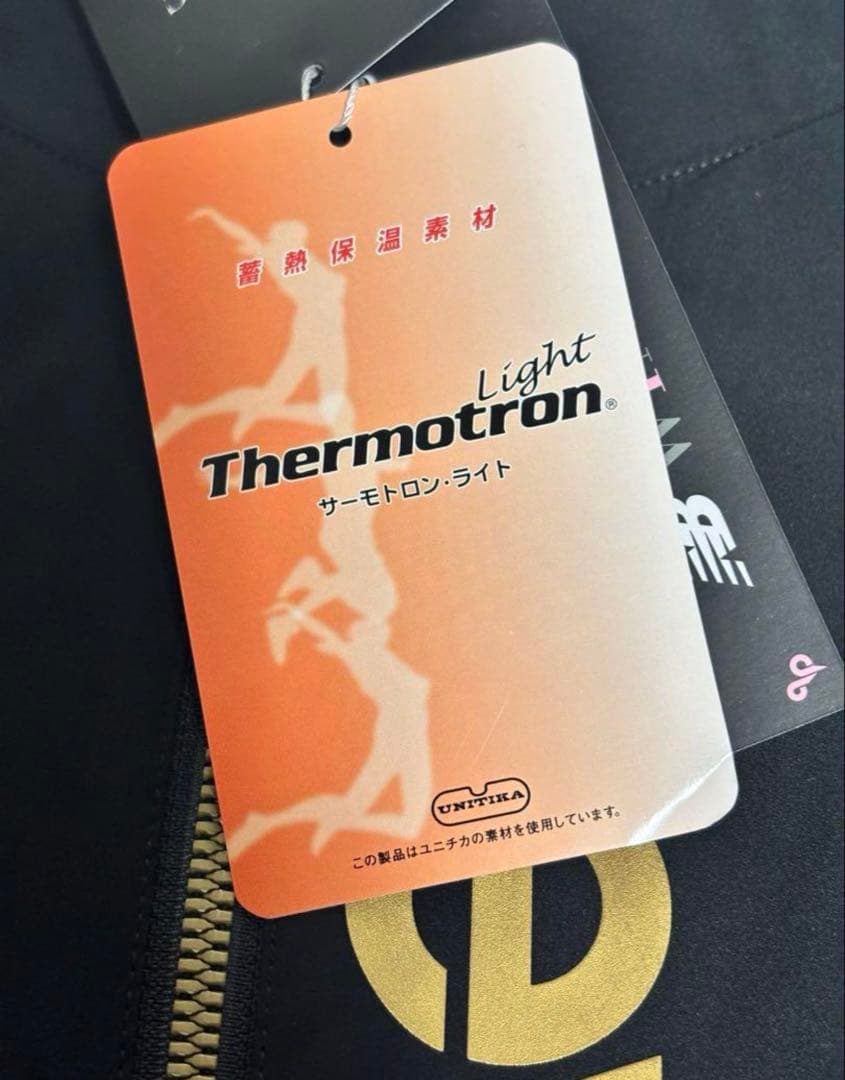 蓄熱保温素材
Light
Thermotron®
サーモトロン・ライト
UNITIKA
この製品はユニチカの素材を使用しています。